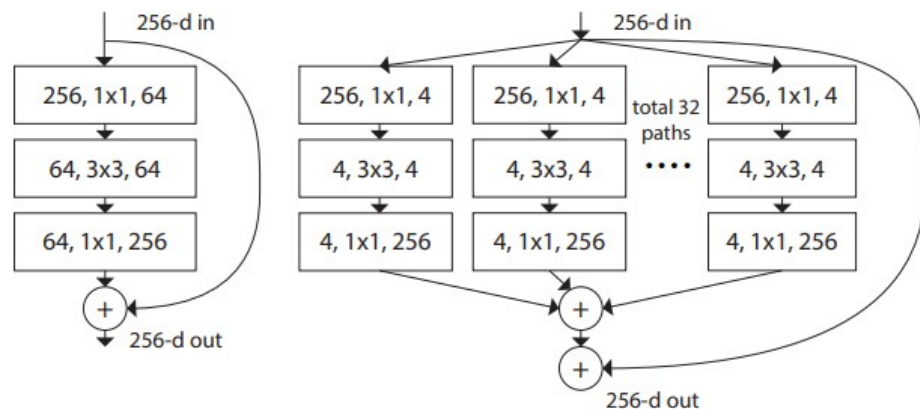 256-d in
256, 1x1, 64
64, 3x3, 64
64, 1x1, 256
+
256-d out
256-d in
256, 1x1, 4
256, 1x1, 4
total 32
paths
....
256, 1x1, 4
4, 3x3, 4
4, 3x3, 4
4, 3x3, 4
4, 1x1, 256
4, 1x1, 256
4, 1x1, 256
+
+
256-d out